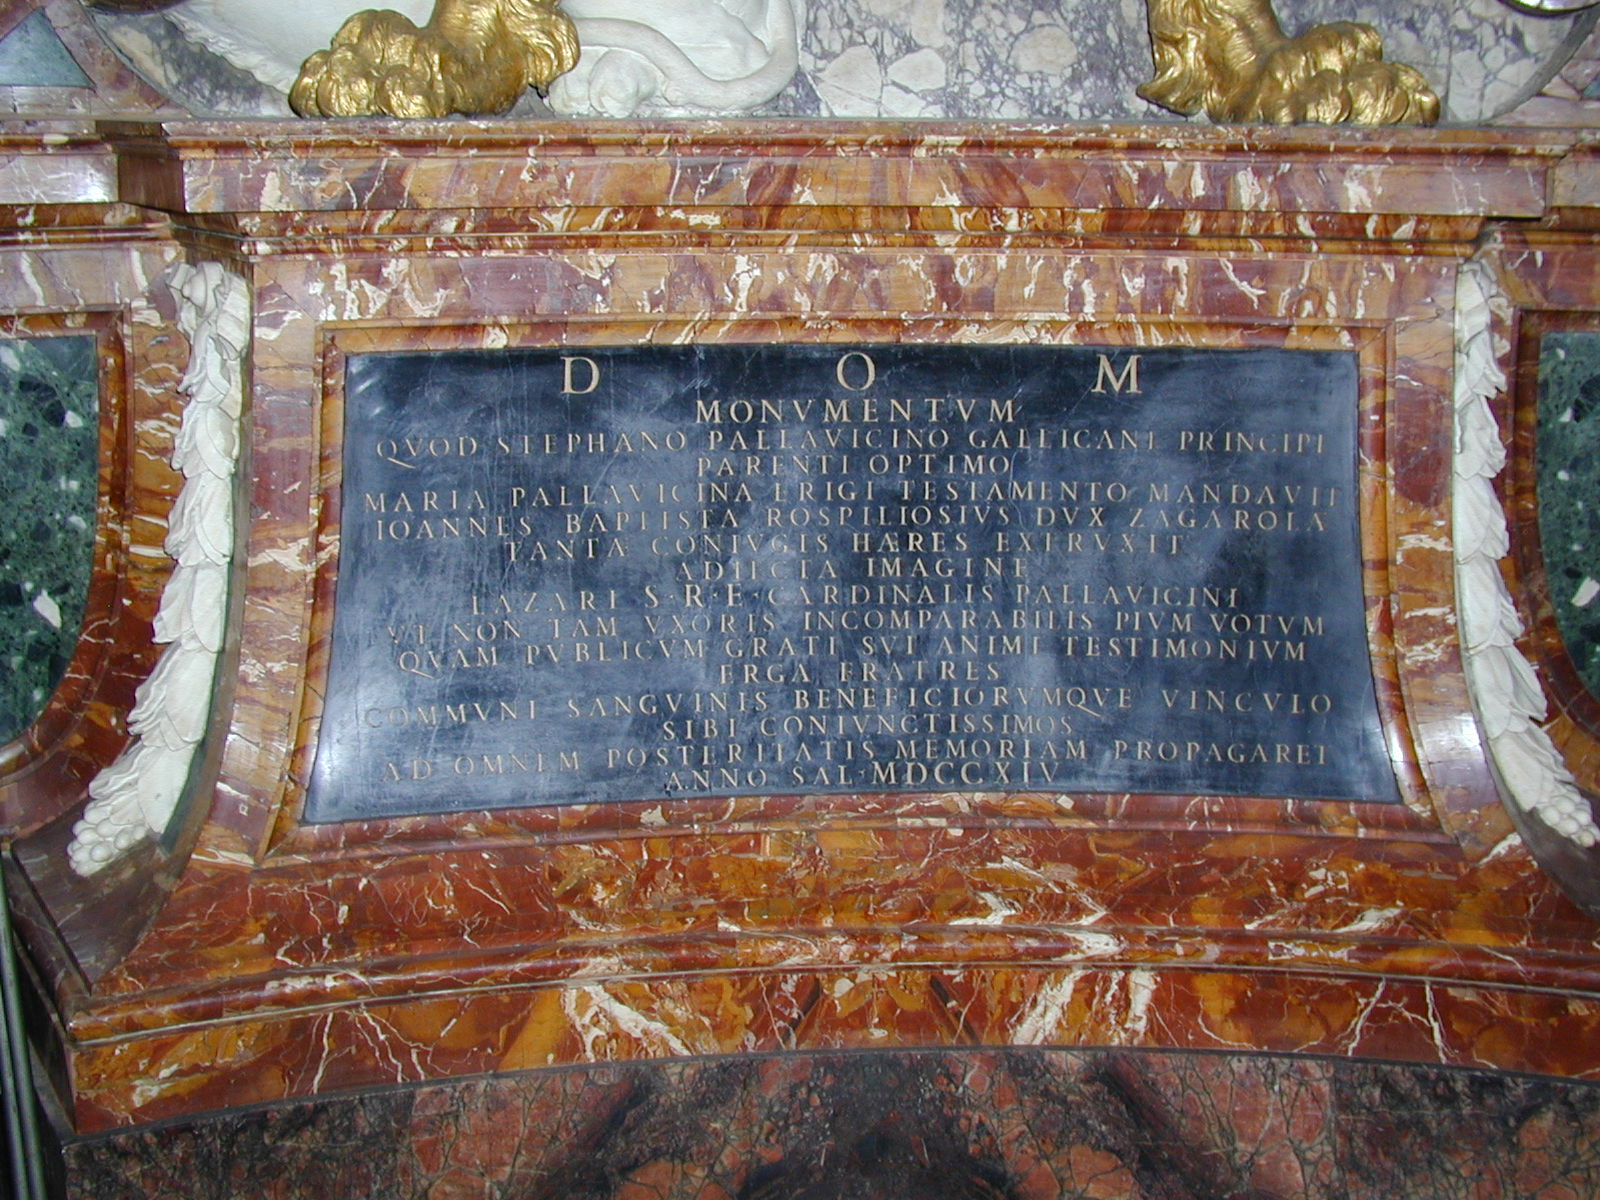 D O M
MONVMENTVM
QVOD STEPHANO PALLAVICINO GALLICANI PRINCIPI
PARENTI OPTIMO
MARIA PALLAVICINA ERIGI TESTAMENTO MANDAVIT
IOANNES BAPTISTA ROSPILIOSIVS DVX ZAGAROLÆ
TANTÆ CONIVGIS HÆRES EXTRVXIT
ADIECTA IMAGINE
LAZARI S·R·E·CARDINALIS PALLAVICINI
VT NON TAM VXORIS INCOMPARABILIS PIVM VOTVM
QVAM PVBLICVM GRATI SVI ANIMI TESTIMONIVM
ERGA FRATRES
COMMVNI SANGVINIS BENEFICIORVMQVE VINCVLO
SIBI CONIVNCTISSIMOS
AD OMNEM POSTERITATIS MEMORIAM PROPAGARET
ANNO SAL·MDCCXIV